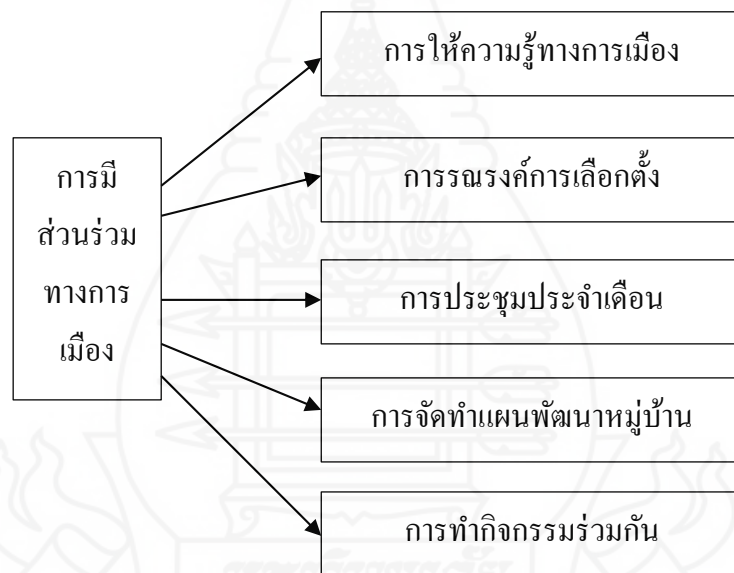 การให้ความรู้ทางการเมือง
การมี
ส่วนร่วม
ทางการ
เมือง
การรณรงค์การเลือกตั้ง
การประชุมประจำเดือน
การจัดทำแผนพัฒนาหมู่บ้าน
การทำกิจกรรมร่วมกัน